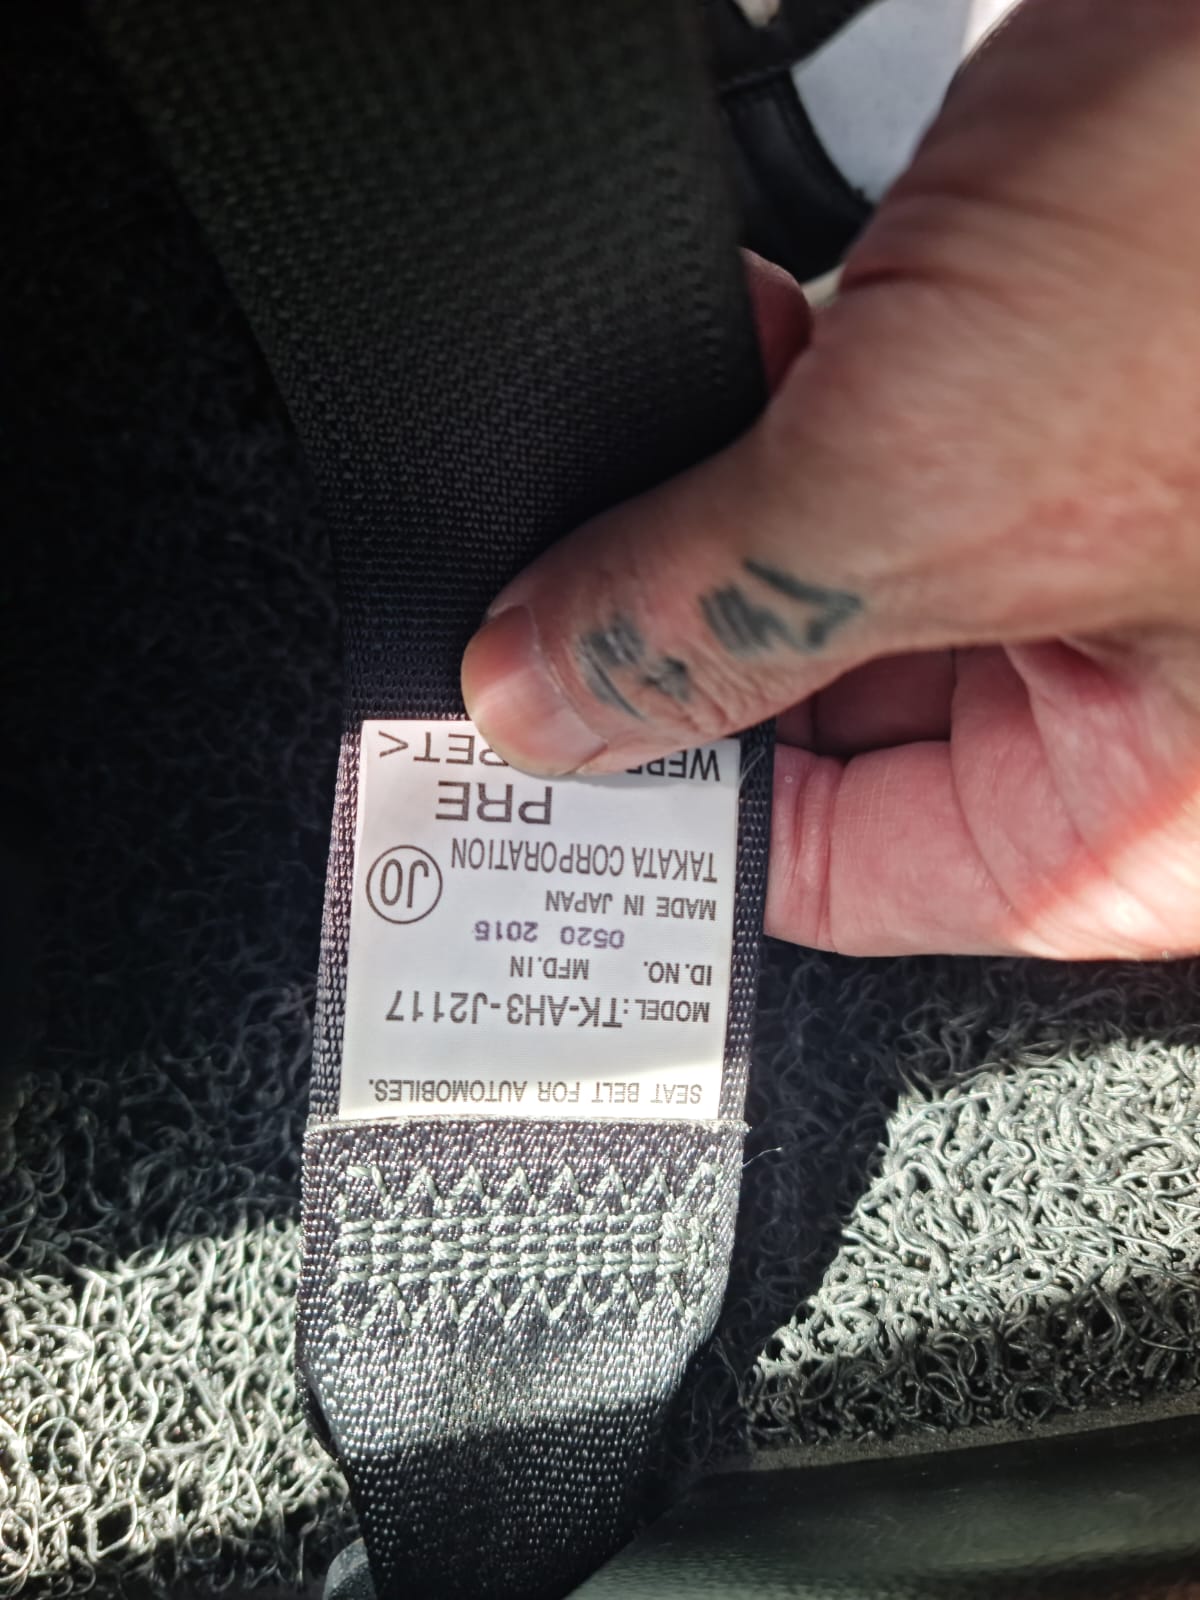 SEAT BELT FOR AUTOMOBILES.
MODEL:TK-AH3-J2117
ID.NO. MFD.IN
0520 2015
MADE IN JAPAN
TAKATA CORPORATION JO
PRE
PET<